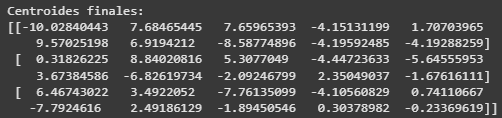 Centroides finales:
[[-10.02840443   7.68465445   7.65965393  -4.15131199   1.70703965
    9.57025198   6.9194212   -8.58774896  -4.19592485  -4.19288259]
 [  0.31826225   8.84020816   5.3077049   -4.44723633  -5.64555953
    3.67384586  -6.82619734  -2.09246799   2.35049037  -1.67616111]
 [  6.46743022   3.4922052   -7.76135099  -4.10560829   0.74110667
   -7.7924616    2.49186129  -1.89450546   0.30378982  -0.23369619]]